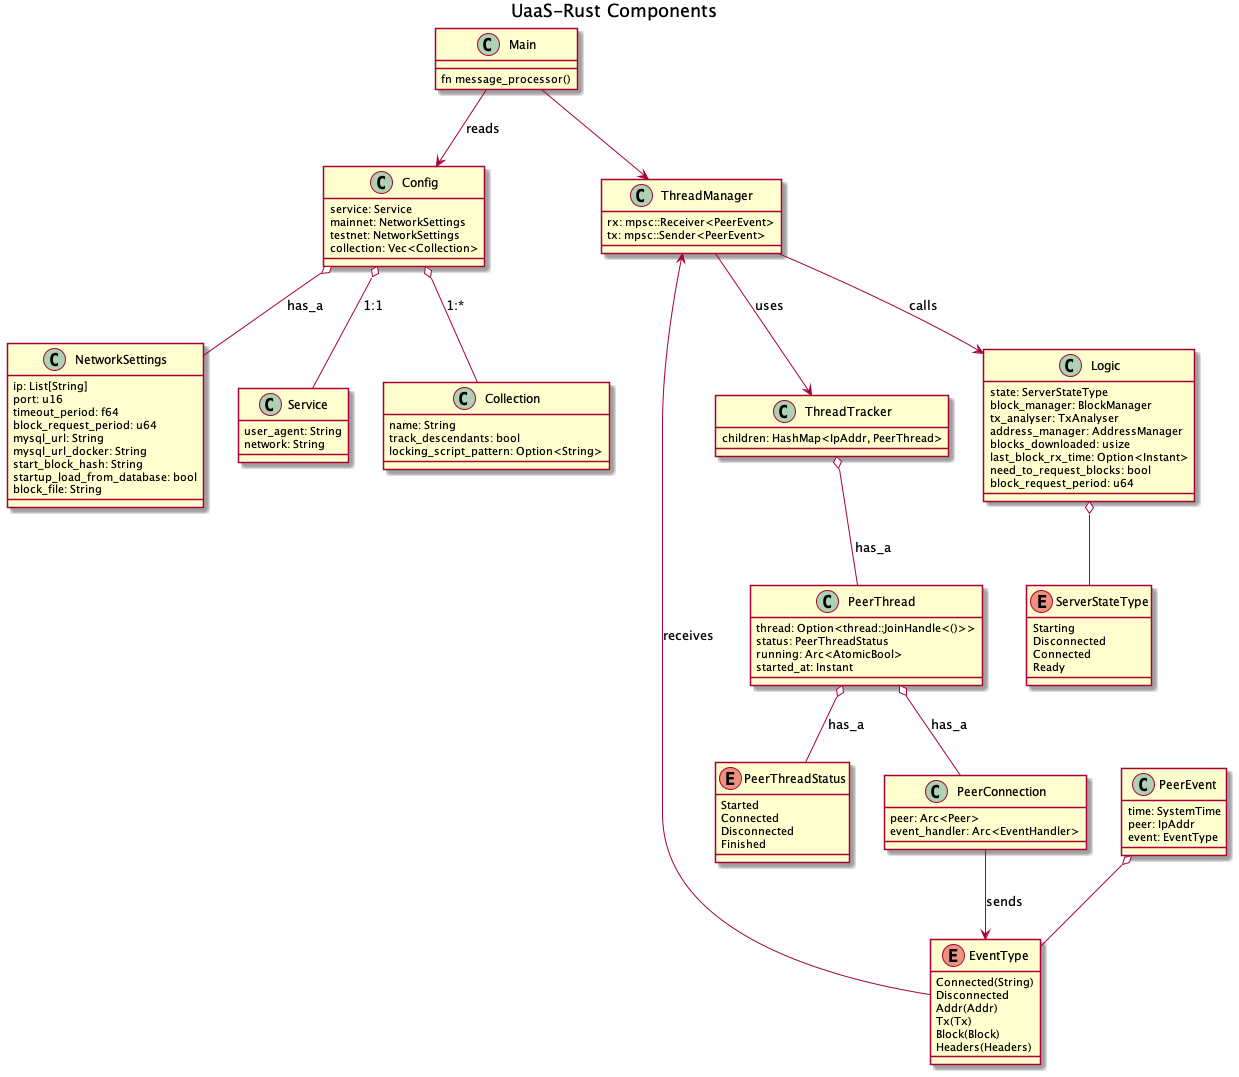 UaaS-Rust Components
C Main
fn message_processor()
reads
C Config
service: Service
mainnet: NetworkSettings
testnet: NetworkSettings
collection: Vec<Collection>
C ThreadManager
rx: mpsc::Receiver<PeerEvent>
tx: mpsc::Sender<PeerEvent>
has_a
1:1
1:*
uses
calls
C NetworkSettings
ip: List[String]
port: u16
timeout_period: f64
block_request_period: u64
mysql_url: String
mysql_url_docker: String
start_block_hash: String
startup_load_from_database: bool
block_file: String
C Service
user_agent: String
network: String
C Collection
name: String
track_descendants: bool
locking_script_pattern: Option<String>
C ThreadTracker
children: HashMap<IpAddr, PeerThread>
C Logic
state: ServerStateType
block_manager: BlockManager
tx_analyser: TxAnalyser
address_manager: AddressManager
blocks_downloaded: usize
last_block_rx_time: Option<Instant>
need_to_request_blocks: bool
block_request_period: u64
has_a
receives
C PeerThread
thread: Option<thread::JoinHandle<()>>
status: PeerThreadStatus
running: Arc<AtomicBool>
started_at: Instant
E ServerStateType
Starting
Disconnected
Connected
Ready
has_a
has_a
E PeerThreadStatus
Started
Connected
Disconnected
Finished
C PeerConnection
peer: Arc<Peer>
event_handler: Arc<EventHandler>
C PeerEvent
time: SystemTime
peer: IpAddr
event: EventType
sends
E EventType
Connected(String)
Disconnected
Addr(Addr)
Tx(Tx)
Block(Block)
Headers(Headers)